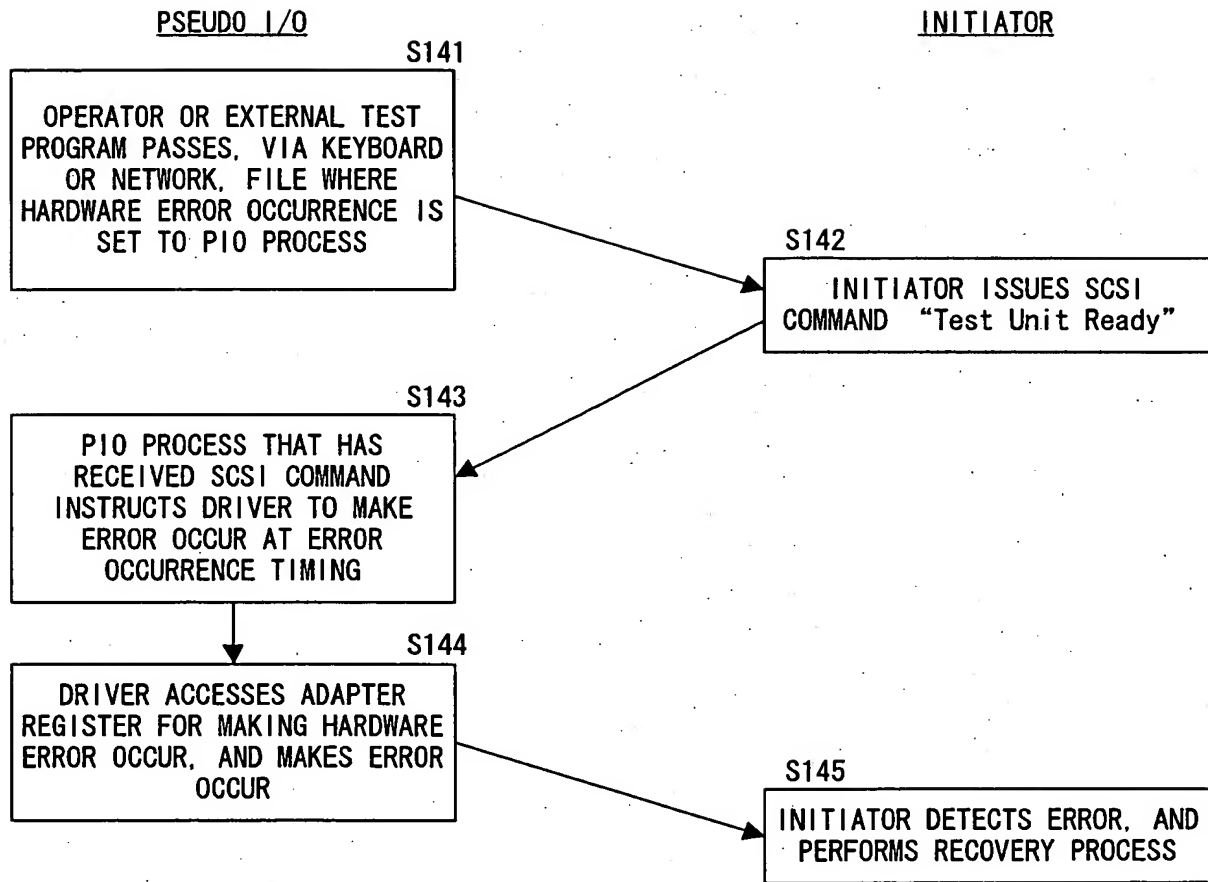 PSEUDO I/O
INITIATOR
S141
OPERATOR OR EXTERNAL TEST
PROGRAM PASSES, VIA KEYBOARD
OR NETWORK, FILE WHERE
HARDWARE ERROR OCCURRENCE IS
SET TO PIO PROCESS
S142
INITIATOR ISSUES SCSI
COMMAND “Test Unit Ready”
S143
PIO PROCESS THAT HAS
RECEIVED SCSI COMMAND
INSTRUCTS DRIVER TO MAKE
ERROR OCCUR AT ERROR
OCCURRENCE TIMING
S144
DRIVER ACCESSES ADAPTER
REGISTER FOR MAKING HARDWARE
ERROR OCCUR, AND MAKES ERROR
OCCUR
S145
INITIATOR DETECTS ERROR, AND
PERFORMS RECOVERY PROCESS